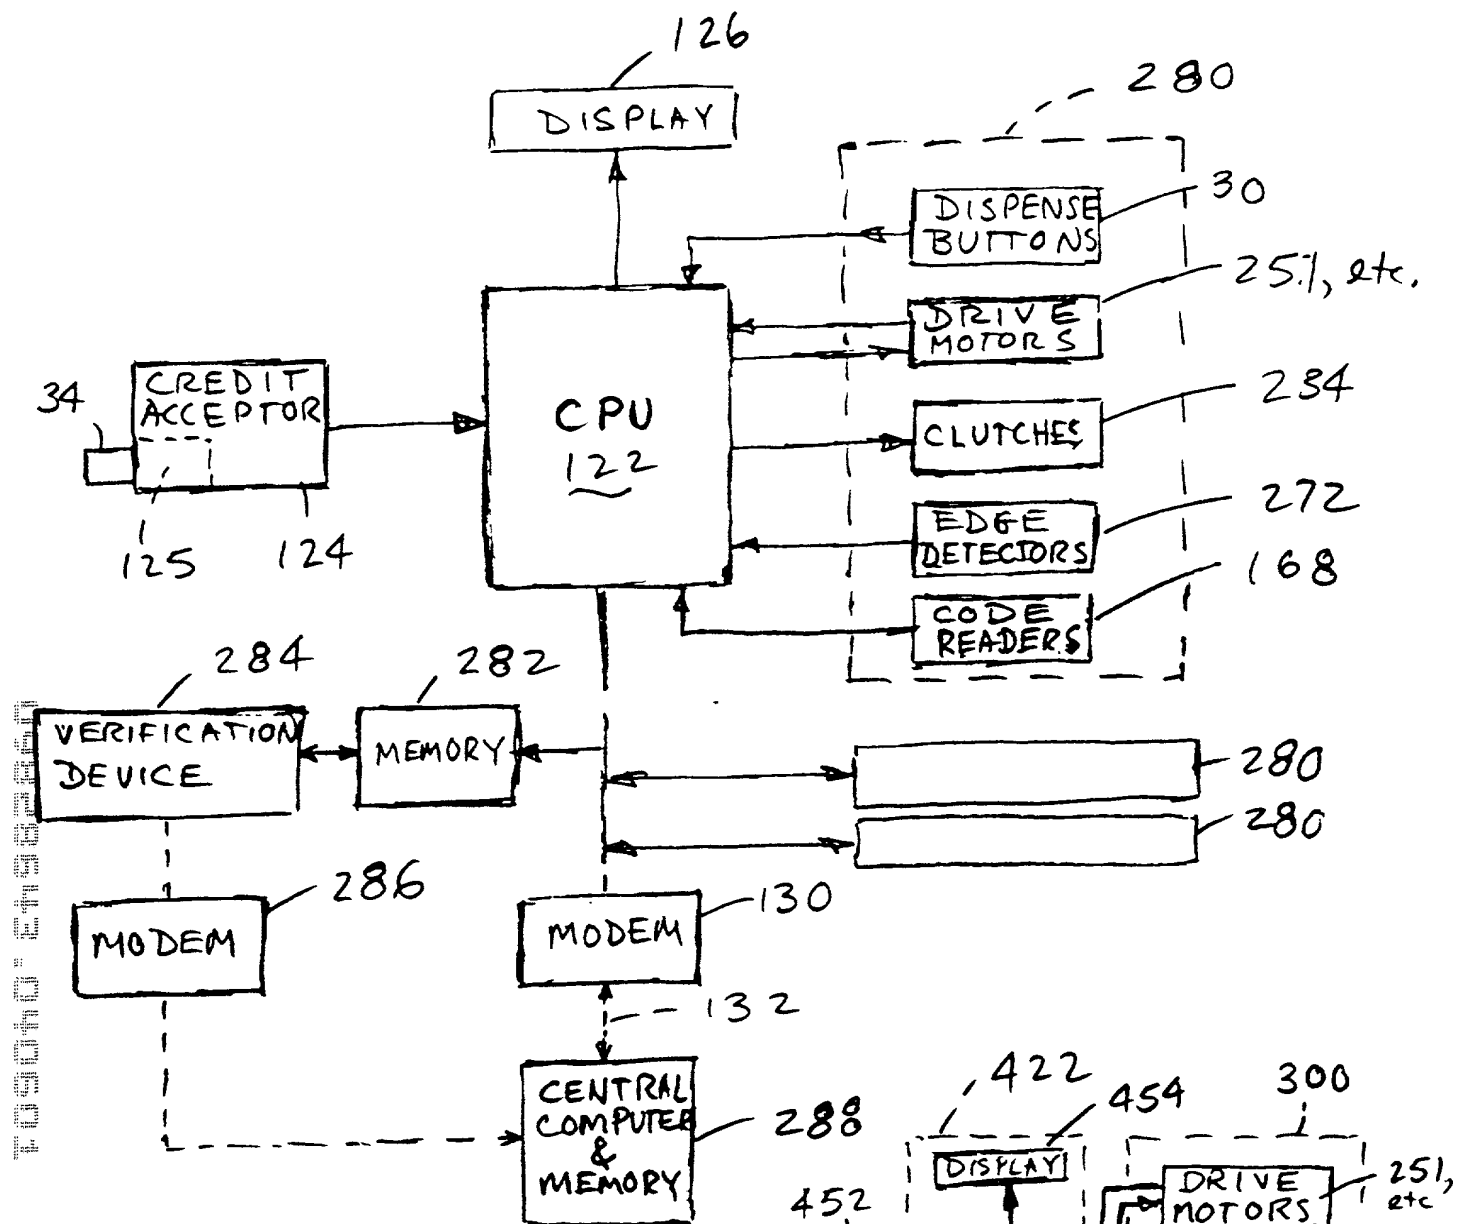 126
DISPLAY
280
DISPENSE
BUTTONS
30
DRIVE
MOTORS
251, etc.
CREDIT
ACCEPTOR
34
125
124
CPU
122
CLUTCHES
234
EDGE
DETECTORS
272
CODE
READERS
168
284
VERIFICATION
DEVICE
282
MEMORY
280
280
MODEM
286
MODEM
130
132
CENTRAL
COMPUTER
&
MEMORY
288
422
454
DISPLAY
452
300
DRIVE
MOTORS
251,
etc